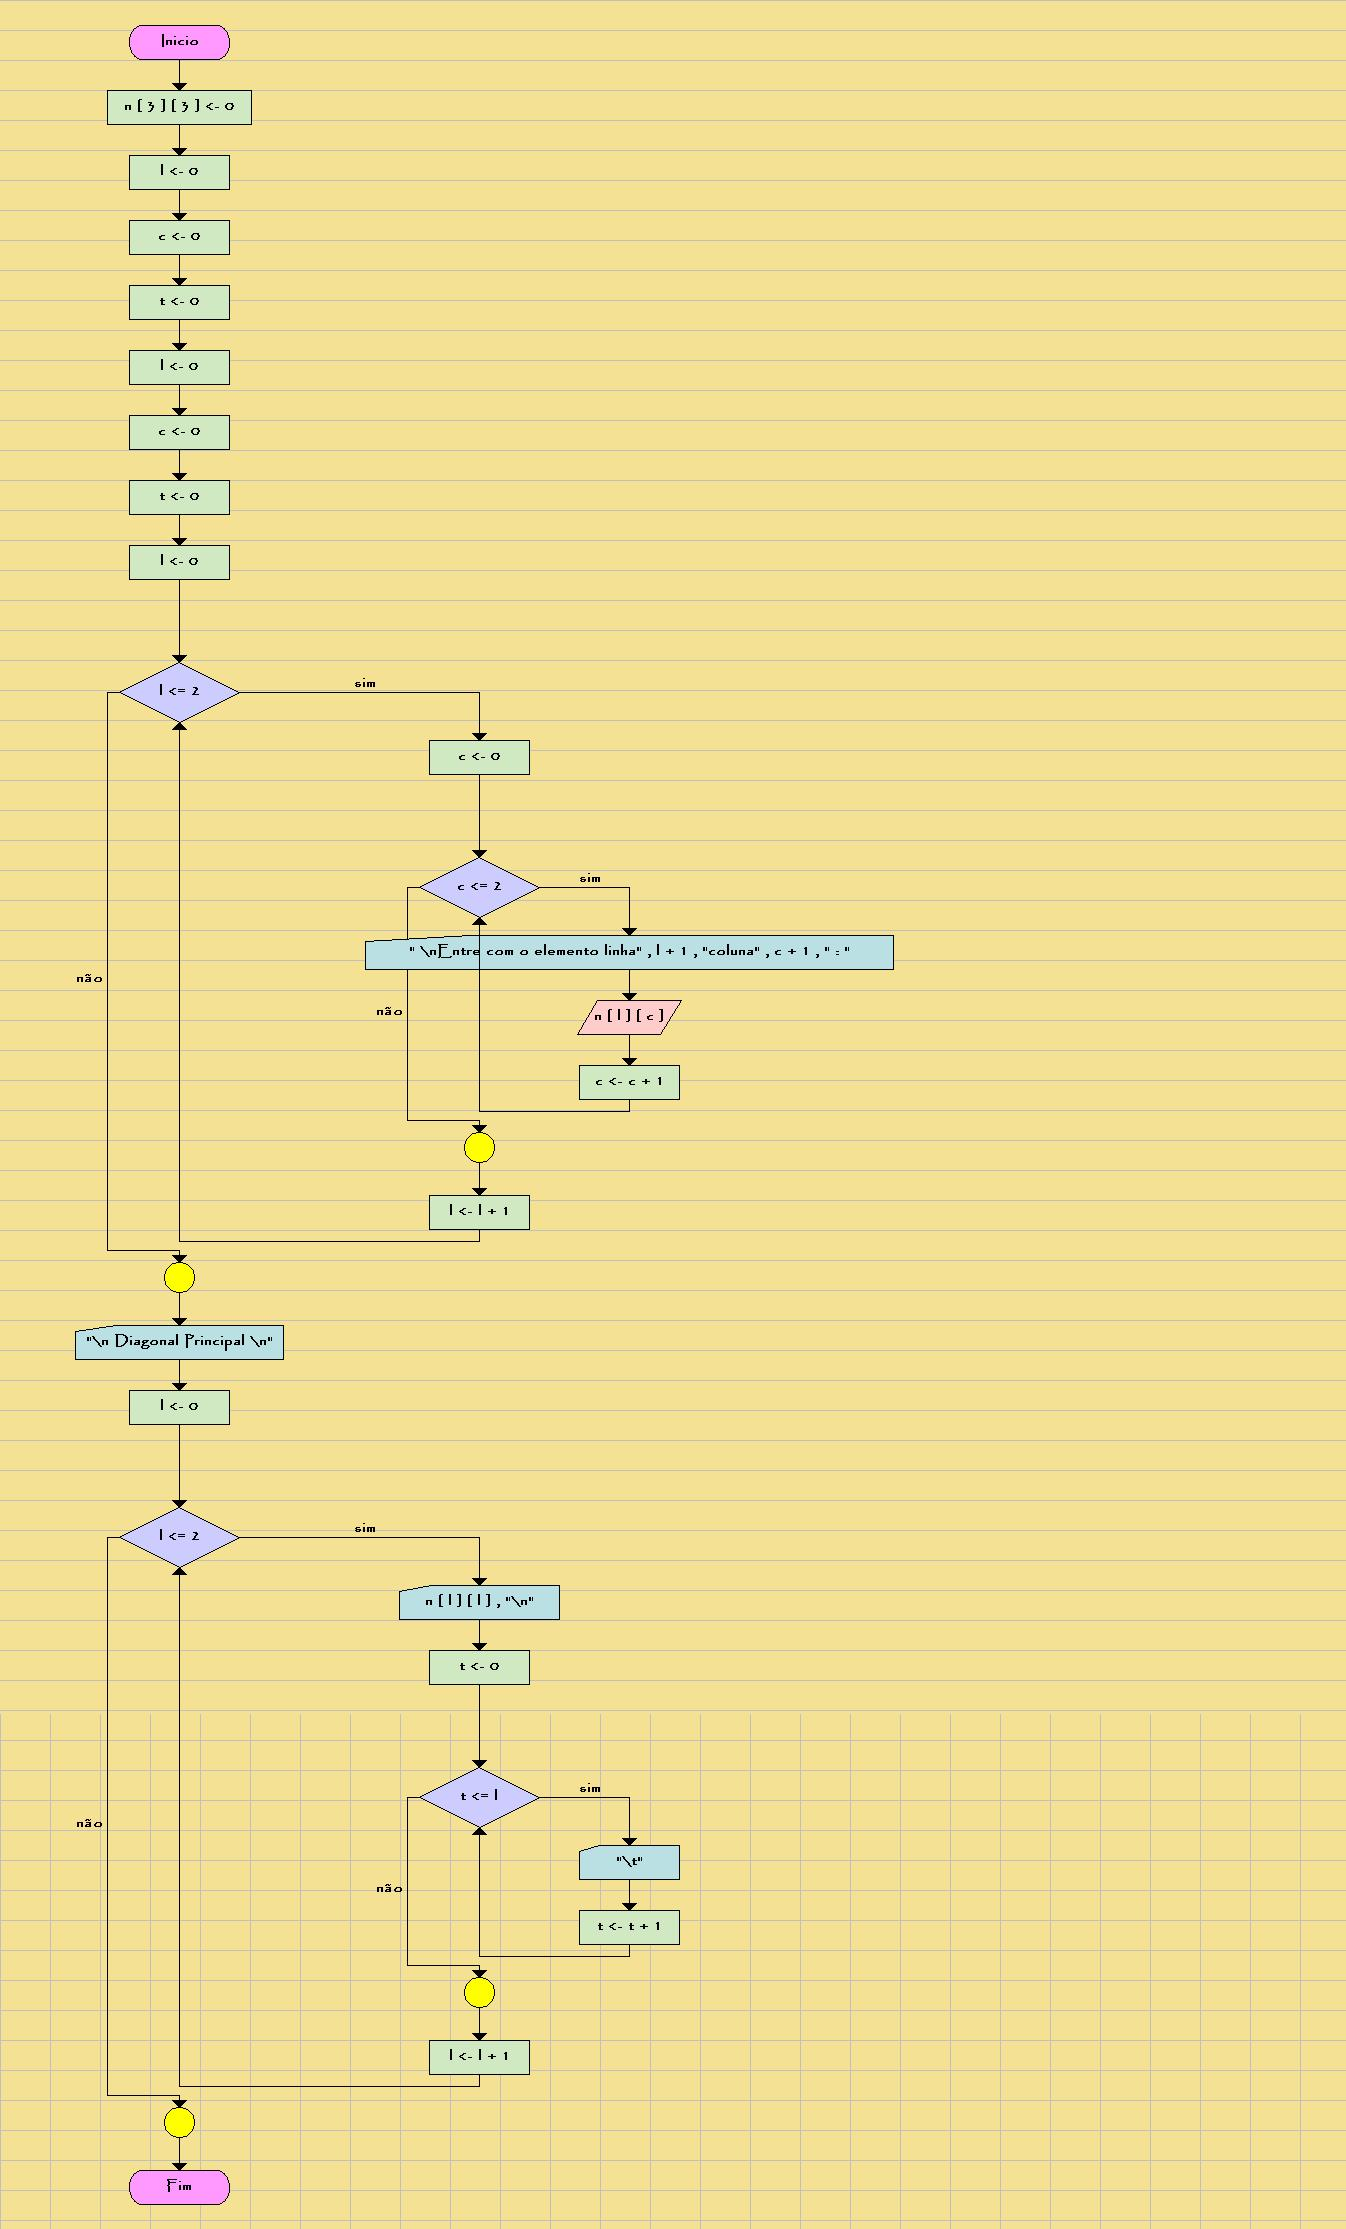 Inicio
n [ 3 ] [ 3 ] <- 0
l <- 0
c <- 0
t <- 0
l <- 0
c <- 0
t <- 0
l <- 0
l <= 2
sim
c <- 0
c <= 2
sim
" \nEntre com o elemento linha" , l + 1 , "coluna" , c + 1 , " : "
não
não
n [ l ] [ c ]
c <- c + 1
l <- l + 1
"\n Diagonal Principal \n"
l <- 0
l <= 2
sim
n [ l ] [ l ] , "\n"
t <- 0
t <= l
sim
não
"\t"
não
t <- t + 1
l <- l + 1
Fim